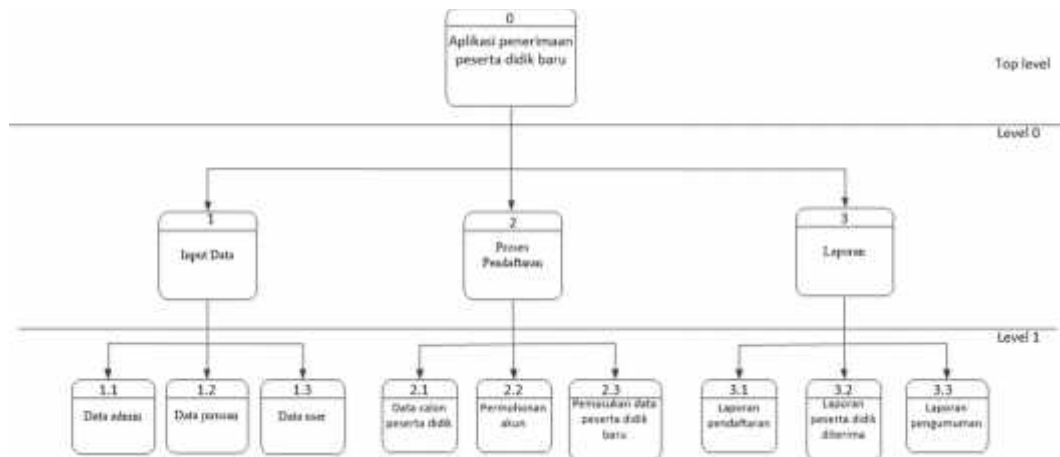 0
Aplikasi penerimaan
peserta didik baru
Top level
Level 0
1
Input Data
2
Proses
Pendaftaran
3
Laporan
Level 1
1.1
Data
1.2
Data
1.3
Data user
2.1
Data calon
peserta didik
2.2
Permohonan
akun
2.3
Pemasukan data
peserta didik
baru
3.1
Laporan
pendaftaran
3.2
Laporan
peserta didik
diterima
3.3
Laporan
pengumuman